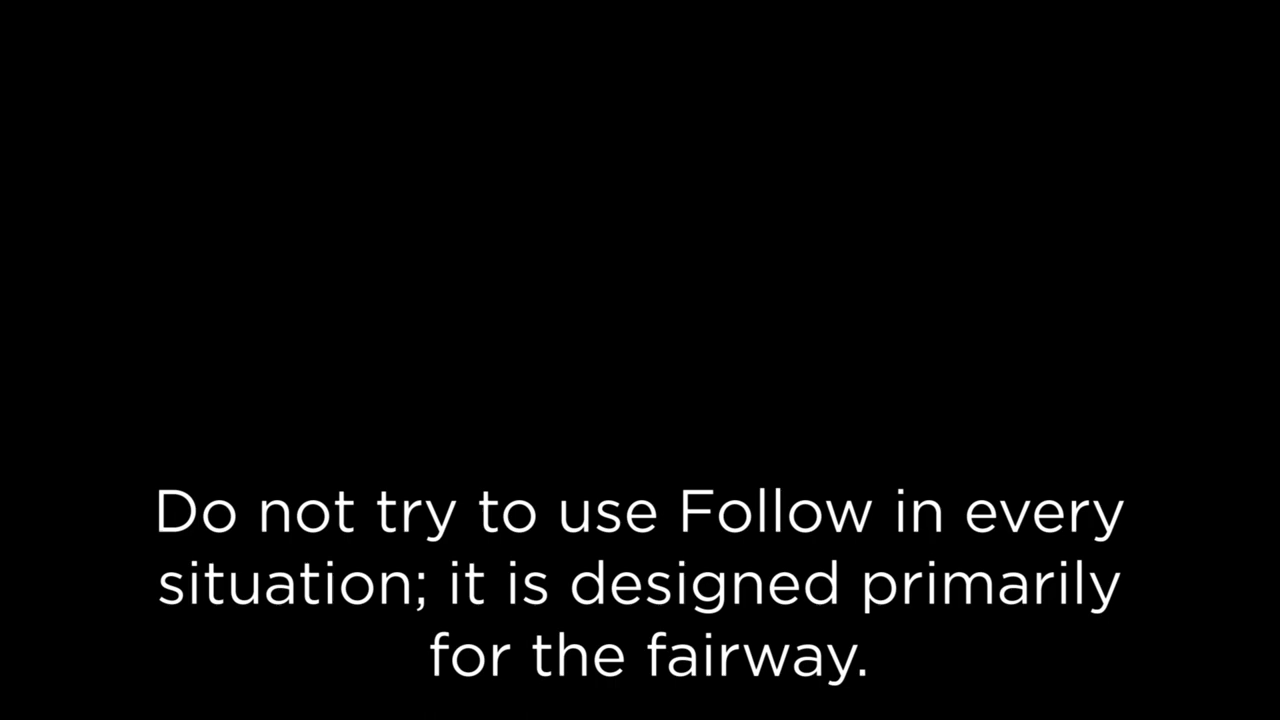 Do not try to use Follow in every
situation; it is designed primarily
for the fairway.